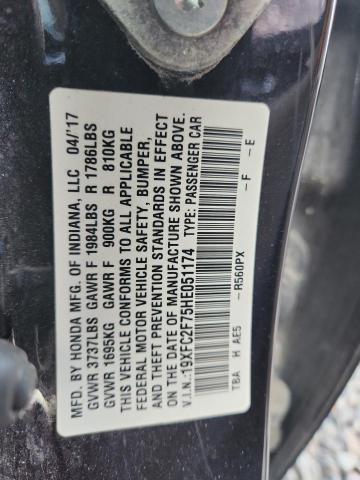 MFD. BY HONDA MFG. OF INDIANA, LLC 04/'17
GVWR 3737LBS GAWR F 1984LBS R 1786LBS
GVWR 1695KG GAWR F 900KG R 810KG
THIS VEHICLE CONFORMS TO ALL APPLICABLE
FEDERAL MOTOR VEHICLE SAFETY, BUMPER,
AND THEFT PREVENTION STANDARDS IN EFFECT
ON THE DATE OF MANUFACTURE SHOWN ABOVE.
V.I.N.:19XFC2F75HE051174 TYPE: PASSENGER CAR
-R560PX -F -E
TBA H AE5